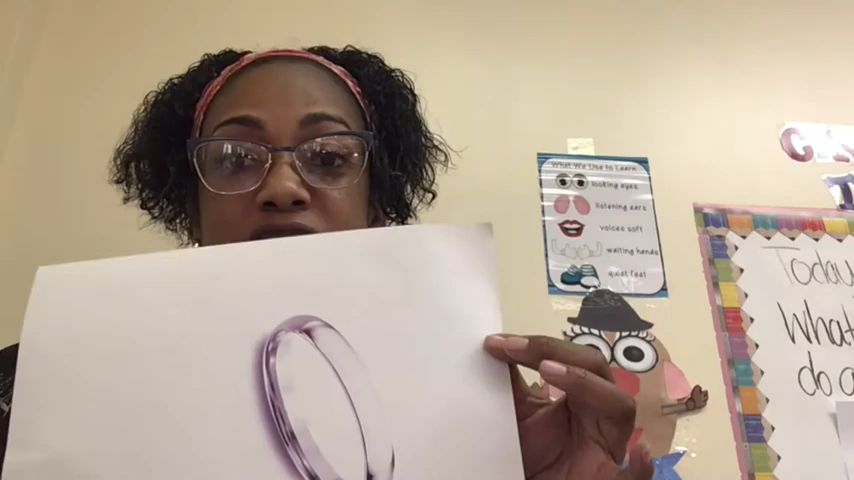 What We Use to Learn
looking eyes
listening ears
voices soft
waiting hands
quiet feet
Today
What
do a